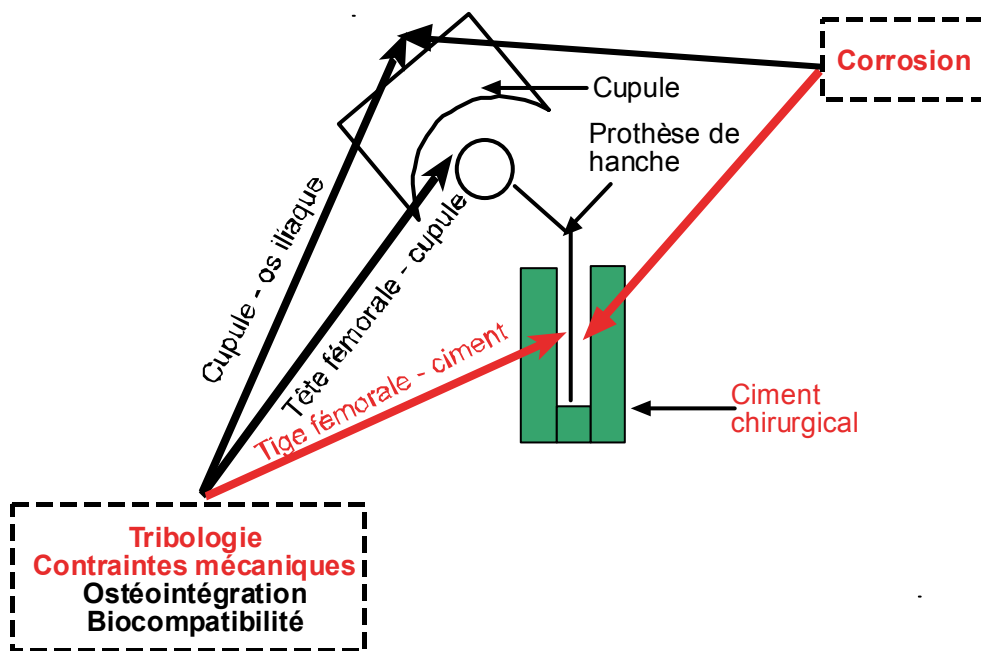 Corrosion
Cupule
Prothèse de
hanche
Cupule - os iliaque
Tête fémorale - cupule
Tige fémorale - ciment
Ciment
chirurgical
Tribologie
Contraintes mécaniques
Ostéointégration
Biocompatibilité